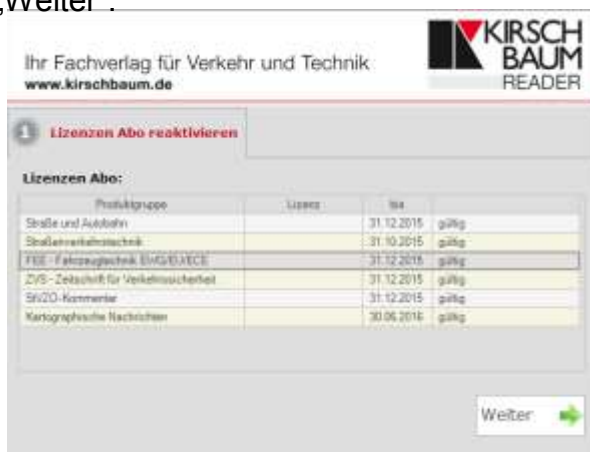 „Weiter“.
Ihr Fachverlag für Verkehr und Technik
www.kirschbaum.de
KIRSCH
BAUM
READER
1 Lizenzen Abo reaktivieren
Lizenzen Abo:
Produktgruppe Lizenz bis
Straße und Autobahn 31.12.2015 gültig
Straßenverkehrstechnik 31.10.2015 gültig
FEE - Fahrzeugtechnik EWG/EU/ECE 31.12.2015 gültig
ZVS - Zeitschrift für Verkehrssicherheit 31.12.2015 gültig
StVZO-Kommentar 31.12.2015 gültig
Kartographische Nachrichten 30.06.2016 gültig
Weiter